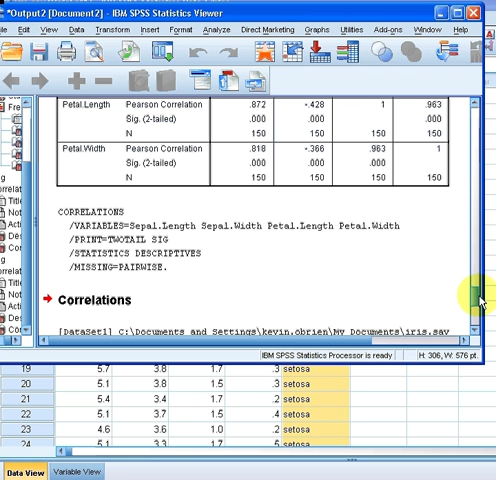 *Output2 [Document2] - IBM SPSS Statistics Viewer
File Edit View Data Transform Insert Format Analyze Direct Marketing Graphs Utilities Add-ons Window Help
Petal.Length Pearson Correlation .872 -.428 1 .963
Sig. (2-tailed) .000 .000 .000
N 150 150 150 150
Petal.Width Pearson Correlation .818 -.366 .963 1
Sig. (2-tailed) .000 .000 .000
N 150 150 150 150
CORRELATIONS
/VARIABLES=Sepal.Length Sepal.Width Petal.Length Petal.Width
/PRINT=TWOTAIL SIG
/STATISTICS DESCRIPTIVES
/MISSING=PAIRWISE.
Correlations
[DataSet1] C:\Documents and Settings\kevin.obrien\My Documents\iris.sav
IBM SPSS Statistics Processor is ready H: 306, W: 576 pt.
19 5.7 3.8 1.7 .3 setosa
20 5.1 3.8 1.5 .3 setosa
21 5.4 3.4 1.7 .2 setosa
22 5.1 3.7 1.5 .4 setosa
23 4.6 3.6 1.0 .2 setosa
24 5.1 3.3 1.7 .5 setosa
Data View Variable View